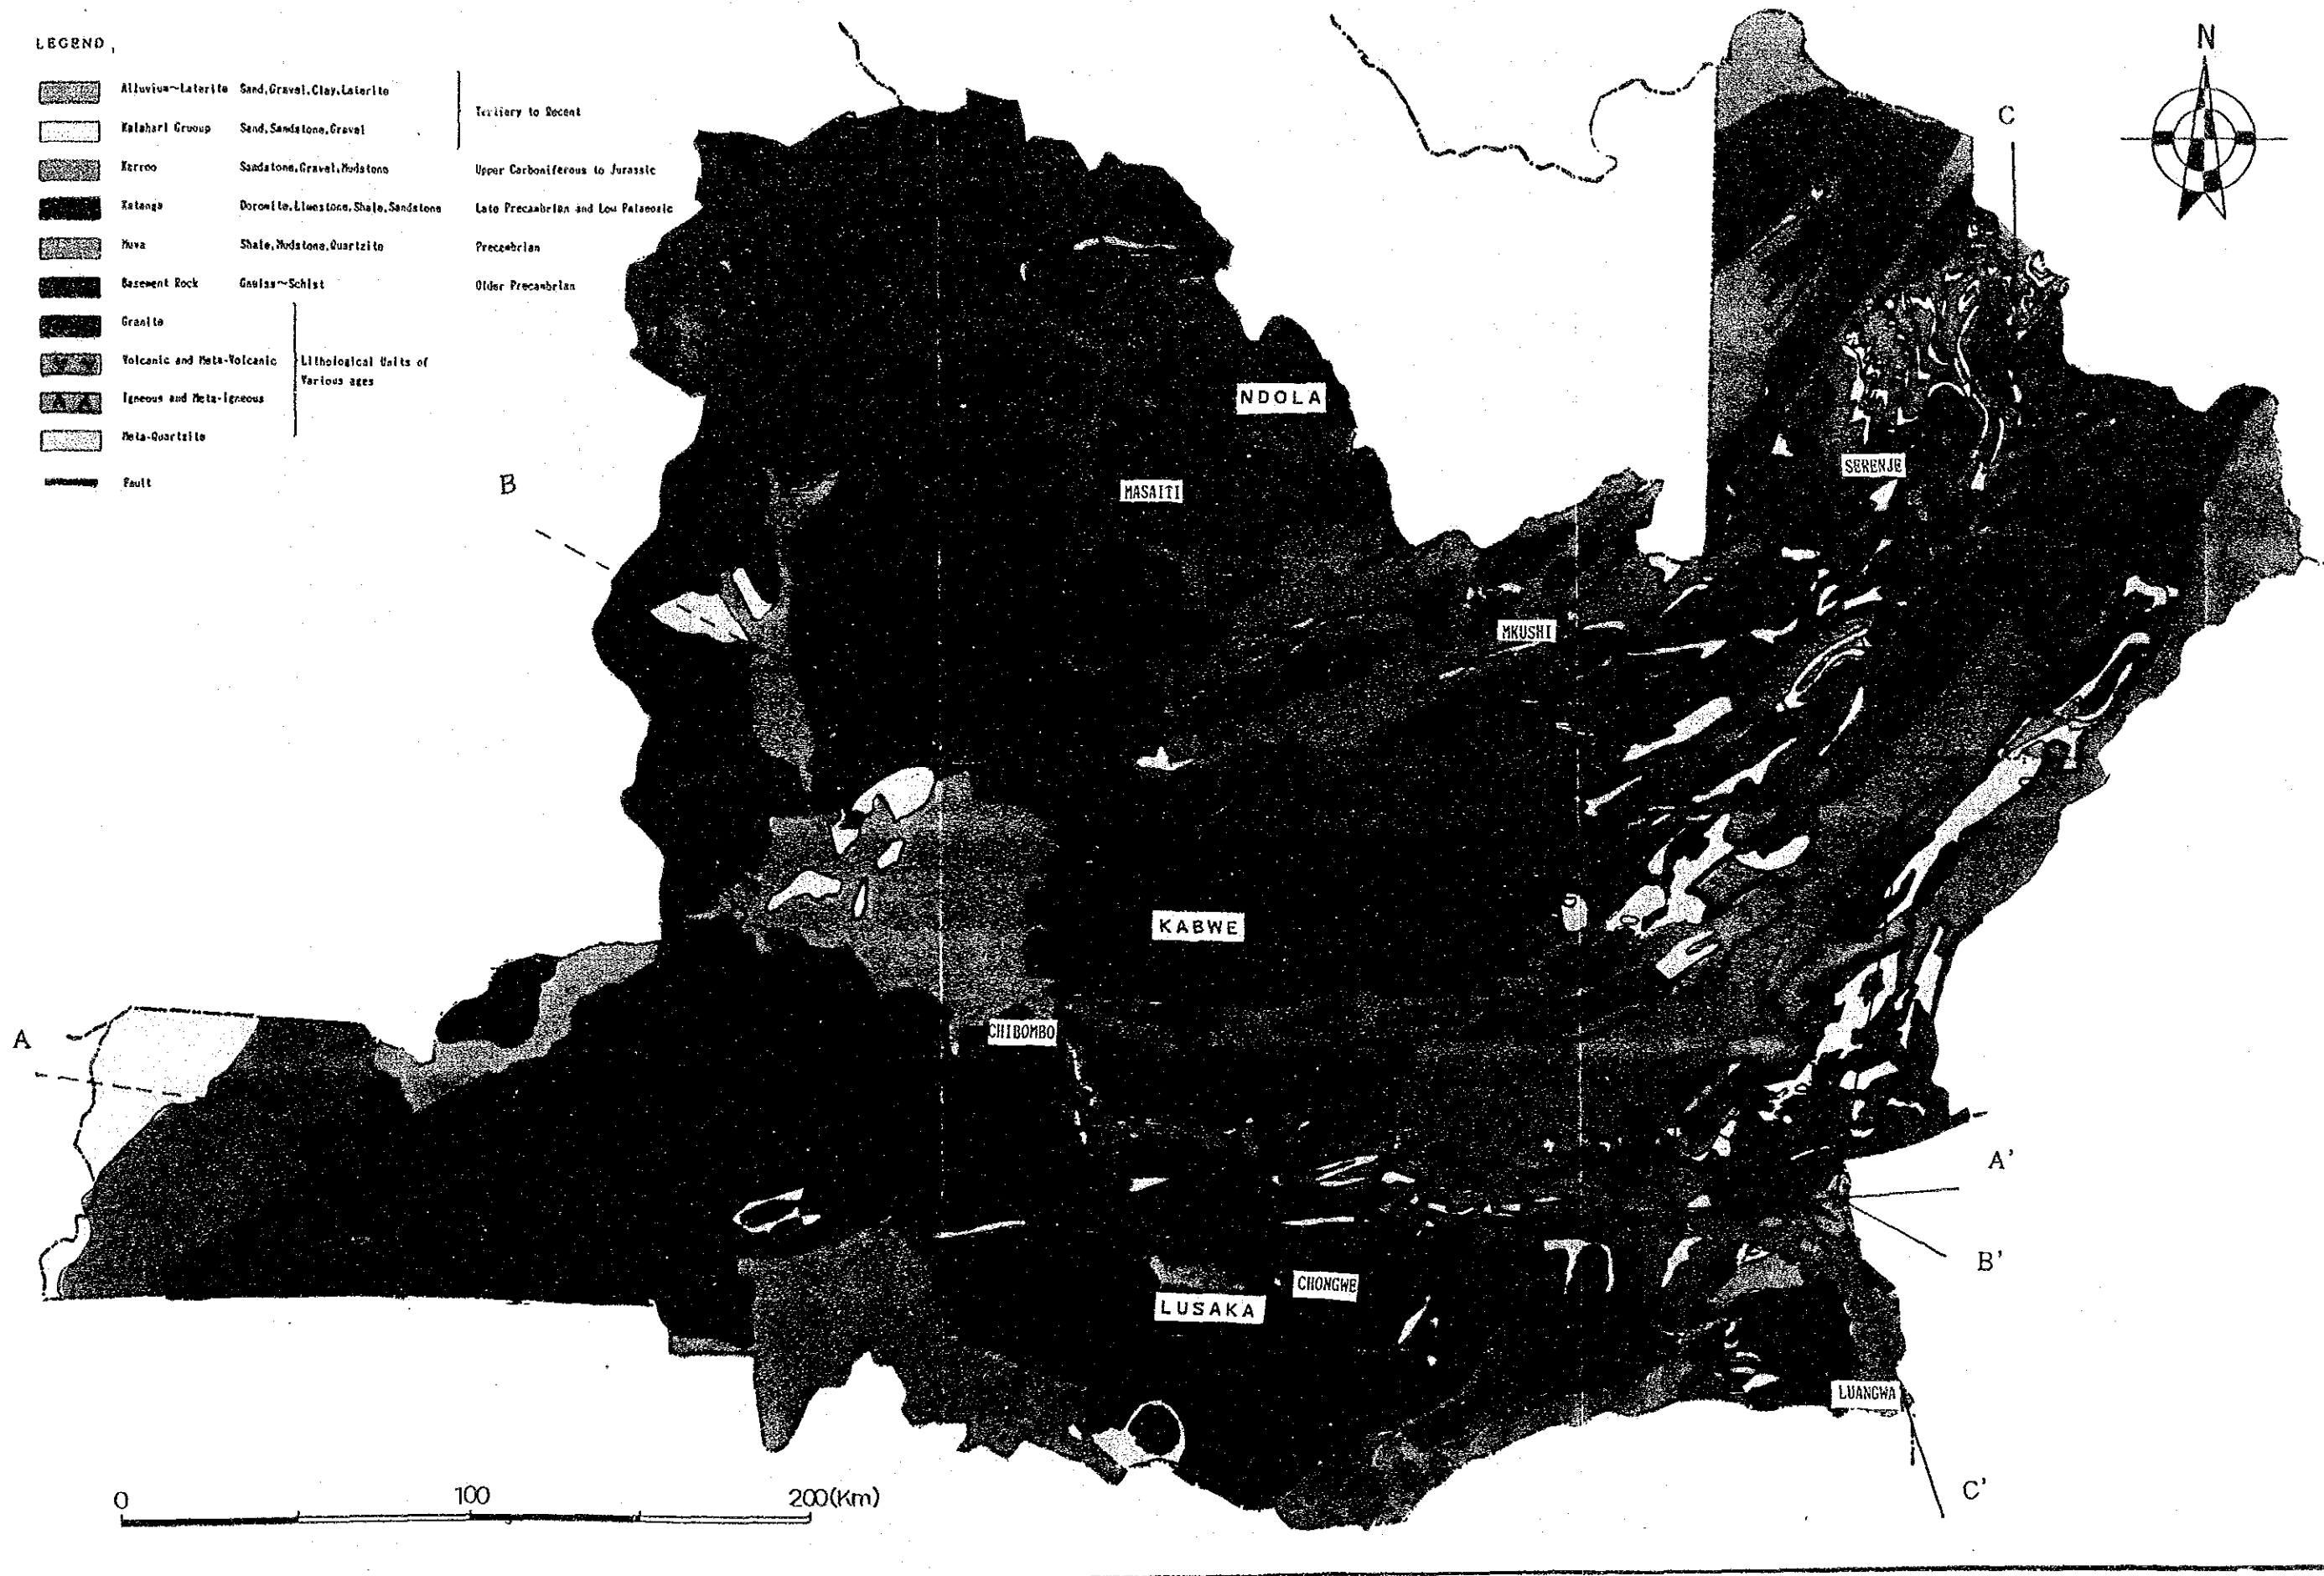 LEGEND
Alluvium~Laterite Sand,Gravel,Clay,Laterite
Tertiary to Recent
Kalahari Gruoup Sand,Sandstone,Gravel
Karroo Sandstone,Gravel,Mudstone Upper Carboniferous to Jurassic
Katanga Doromite,Limestone,Shale,Sandstone Late Precambrian and Low Palaeozic
Muva Shale,Mudstone,Quartzite Precambrian
Basement Rock Gneiss~Schist Older Precambrian
Granite
Volcanic and Meta-Volcanic
Lithological Units of
Various ages
Igneous and Meta-Igneous
Meta-Quartzite
Fault
N
C
NDOLA
SERENJE
B
MASAITI
MKUSHI
KABWE
CHIBOMBO
A
A'
B'
CHONGWE
LUSAKA
LUANGWA
C'
0 100 200(Km)